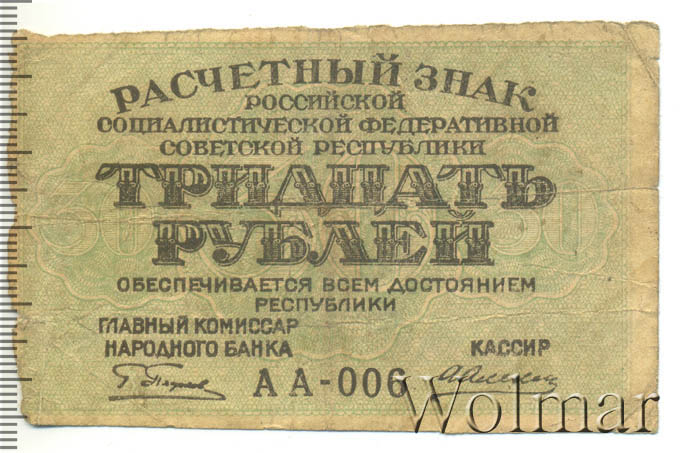 РАСЧЕТНЫЙ ЗНАК
РОССИЙСКОЙ
СОЦИАЛИСТИЧЕСКОЙ ФЕДЕРАТИВНОЙ
СОВЕТСКОЙ РЕСПУБЛИКИ
ТРИДЦАТЬ
РУБЛЕЙ
ОБЕСПЕЧИВАЕТСЯ ВСЕМ ДОСТОЯНИЕМ
РЕСПУБЛИКИ
ГЛАВНЫЙ КОМИССАР
НАРОДНОГО БАНКА
КАССИР
АА-006
Wolmar